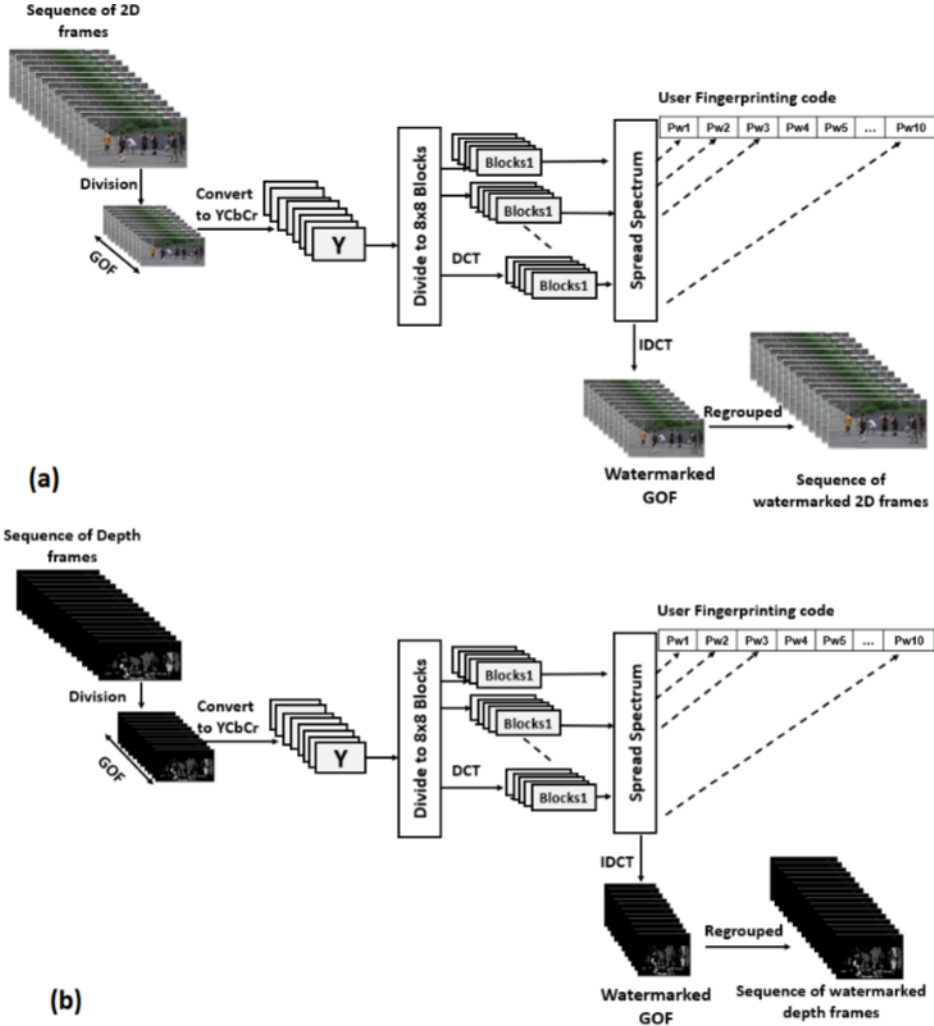 Sequence of 2D
frames
User Fingerprinting code
Pw1 Pw2 Pw3 Pw4 Pw5 ... Pw10
Division
Convert
to YCbCr
GOF
Y
Divide to 8x8 Blocks
Blocks1
Blocks1
DCT
Blocks1
Spread Spectrum
IDCT
Regrouped
Watermarked
GOF
Sequence of
watermarked 2D frames
(a)
Sequence of Depth
frames
User Fingerprinting code
Pw1 Pw2 Pw3 Pw4 Pw5 ... Pw10
Division
Convert
to YCbCr
GOF
Y
Divide to 8x8 Blocks
Blocks1
Blocks1
DCT
Blocks1
Spread Spectrum
IDCT
Regrouped
Watermarked
GOF
Sequence of watermarked
depth frames
(b)